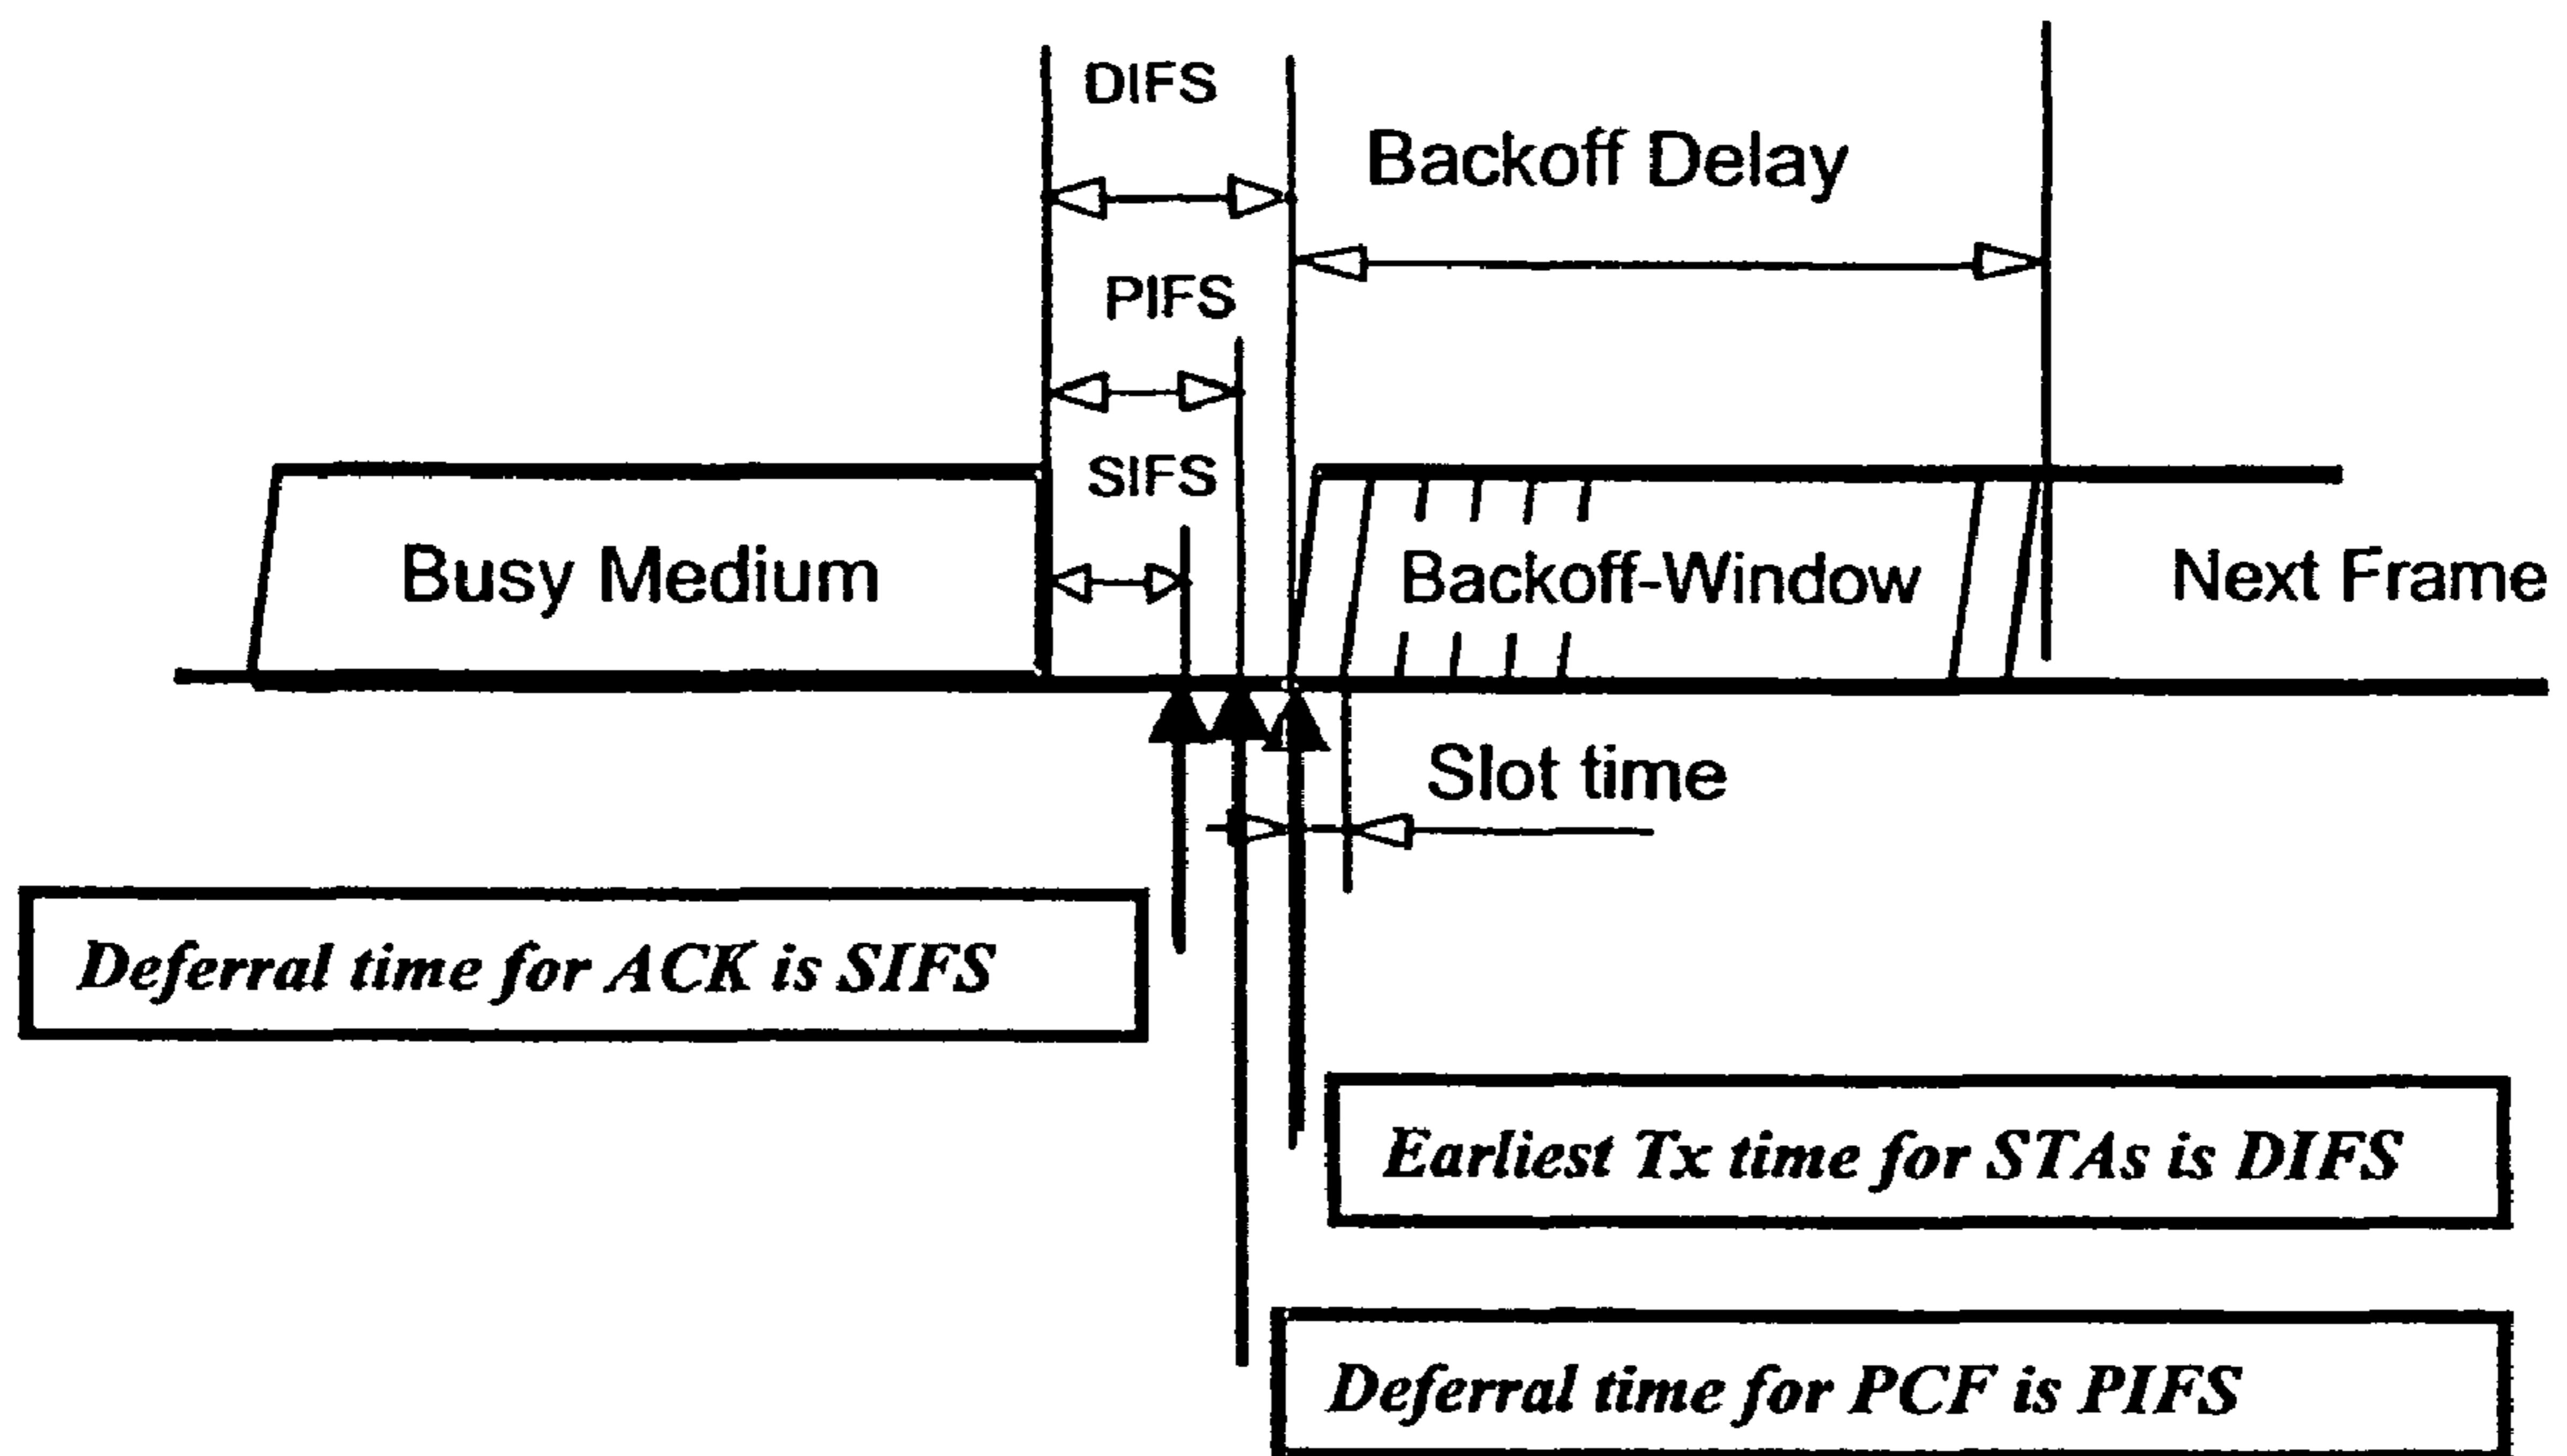 DIFS
Backoff Delay
PIFS
SIFS
Busy Medium
Backoff-Window
Next Frame
Slot time
Deferral time for ACK is SIFS
Earliest Tx time for STAs is DIFS
Deferral time for PCF is PIFS